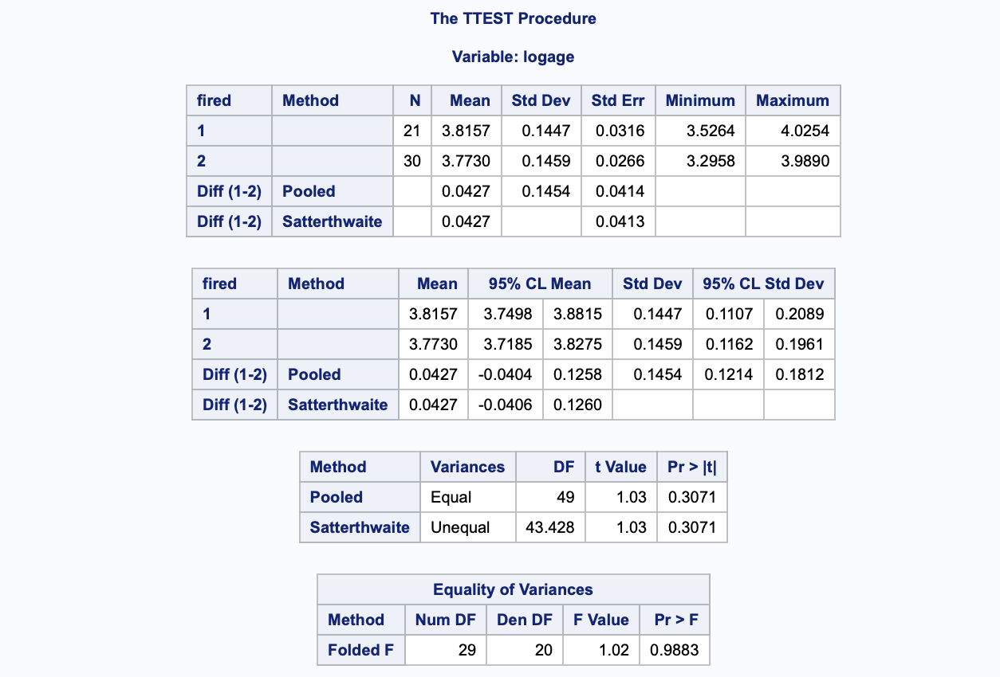 The TTEST Procedure
Variable: logage
fired Method N Mean Std Dev Std Err Minimum Maximum
1 21 3.8157 0.1447 0.0316 3.5264 4.0254
2 30 3.7730 0.1459 0.0266 3.2958 3.9890
Diff (1-2) Pooled 0.0427 0.1454 0.0414
Diff (1-2) Satterthwaite 0.0427 0.0413
fired Method Mean 95% CL Mean Std Dev 95% CL Std Dev
1 3.8157 3.7498 3.8815 0.1447 0.1107 0.2089
2 3.7730 3.7185 3.8275 0.1459 0.1162 0.1961
Diff (1-2) Pooled 0.0427 -0.0404 0.1258 0.1454 0.1214 0.1812
Diff (1-2) Satterthwaite 0.0427 -0.0406 0.1260
Method Variances DF t Value Pr > |t|
Pooled Equal 49 1.03 0.3071
Satterthwaite Unequal 43.428 1.03 0.3071
Equality of Variances
Method Num DF Den DF F Value Pr > F
Folded F 29 20 1.02 0.9883